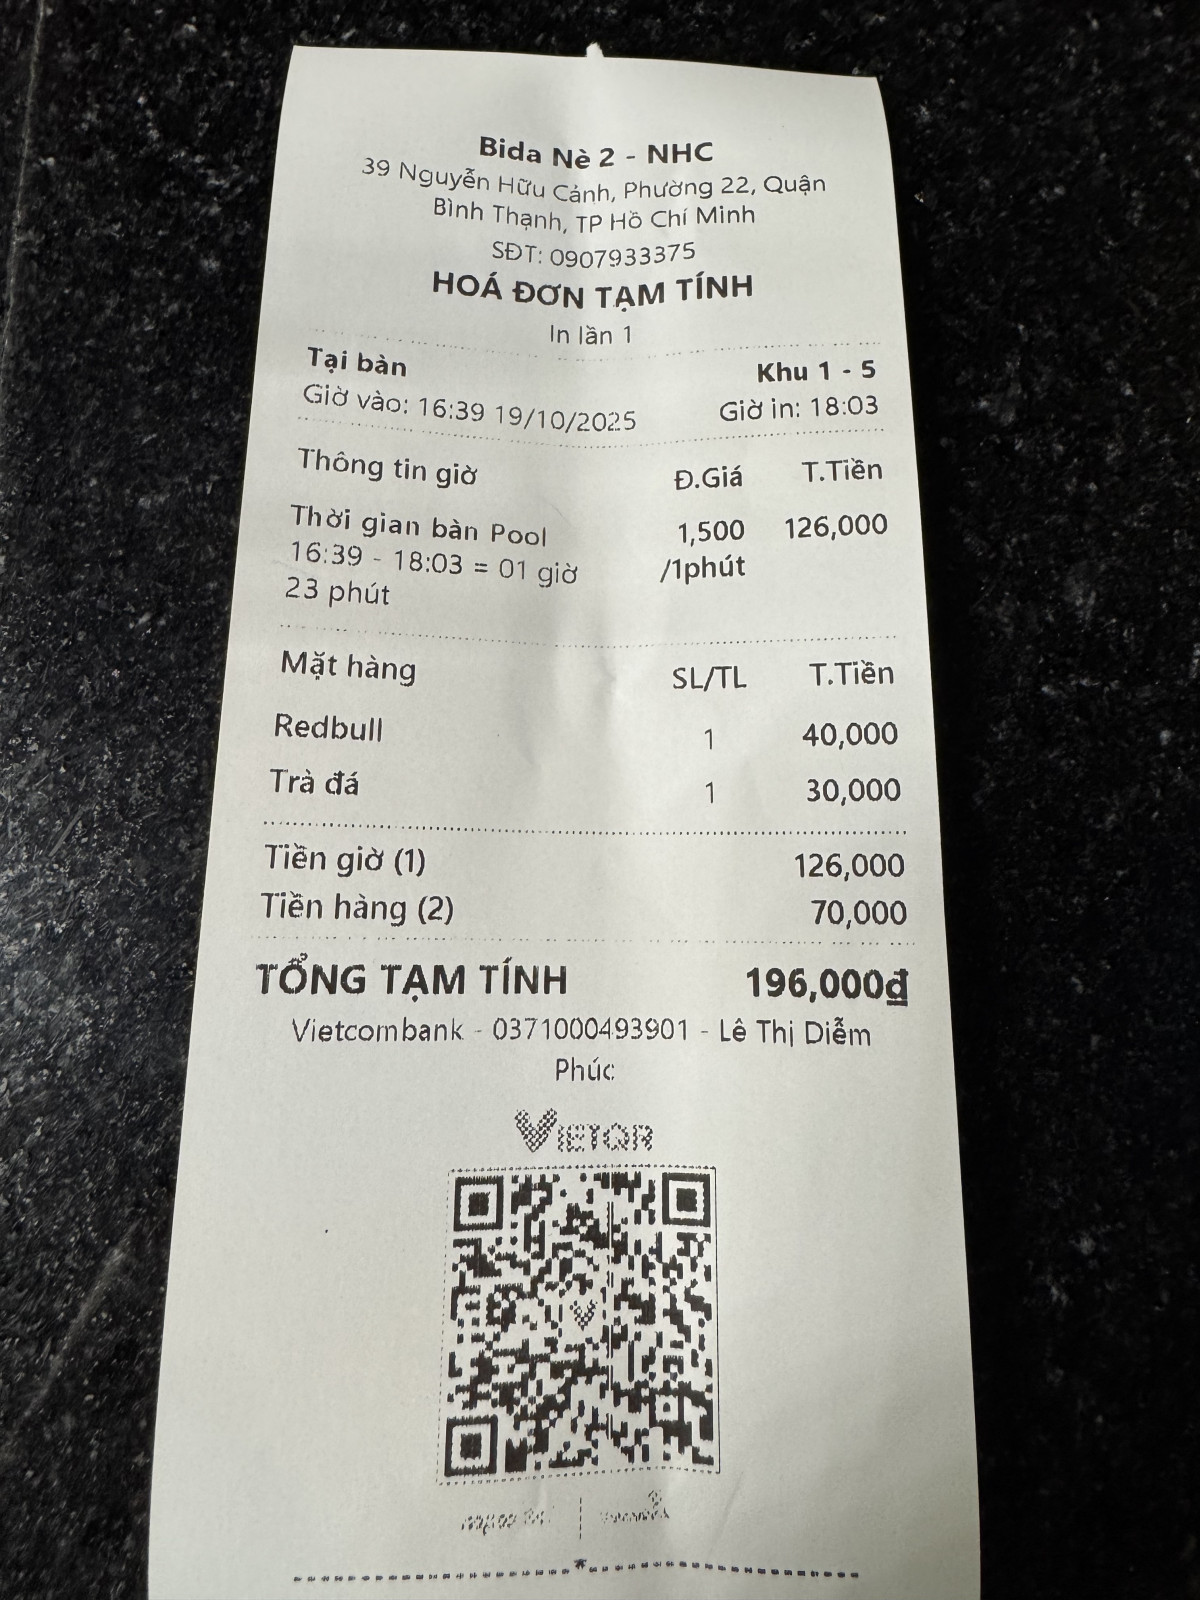 Bida Nè 2 - NHC
39 Nguyễn Hữu Cảnh, Phường 22, Quận
Bình Thạnh, TP Hồ Chí Minh
SĐT: 0907933375
HOÁ ĐƠN TẠM TÍNH
In lần 1
Tại bàn Khu 1 - 5
Giờ vào: 16:39 19/10/2025 Giờ in: 18:03
Thông tin giờ Đ.Giá T.Tiền
Thời gian bàn Pool 1,500 126,000
16:39 - 18:03 = 01 giờ /1phút
23 phút
Mặt hàng SL/TL T.Tiền
Redbull 1 40,000
Trà đá 1 30,000
Tiền giờ (1) 126,000
Tiền hàng (2) 70,000
TỔNG TẠM TÍNH 196,000₫
Vietcombank - 0371000493901 - Lê Thị Diễm
Phúc
VIETQR